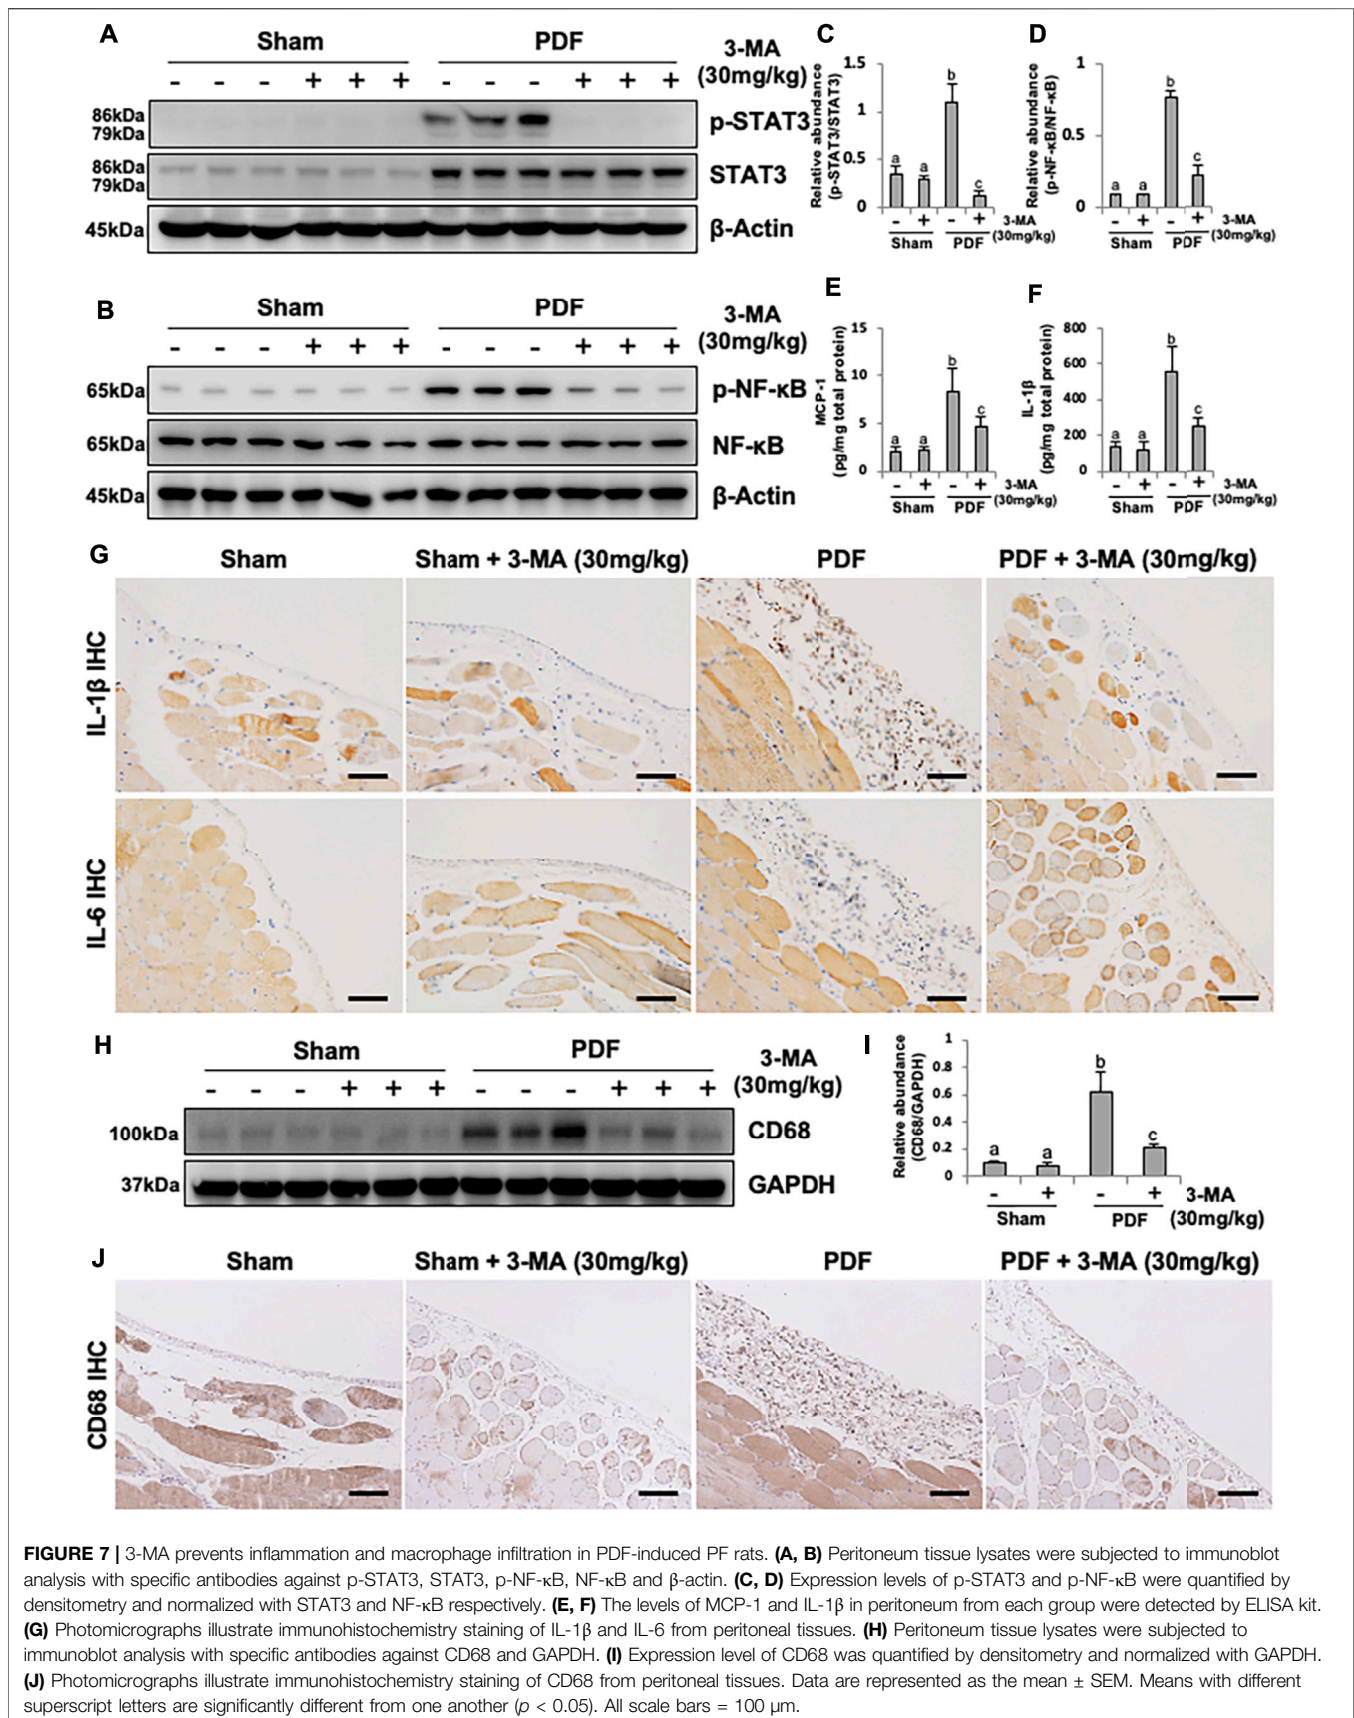 A
Sham PDF 3-MA
- - - + + + - - - + + + (30mg/kg)
86kDa
79kDa
p-STAT3
86kDa
79kDa
STAT3
45kDa
β-Actin
C
Relative abundance
(p-STAT3/STAT3)
1.5
1
0.5
0
a a b c
- + - + 3-MA
Sham PDF (30mg/kg)
D
Relative abundance
(p-NF-κB/NF-κB)
1
0.5
0
a a b c
- + - + 3-MA
Sham PDF (30mg/kg)
B
Sham PDF 3-MA
- - - + + + - - - + + + (30mg/kg)
65kDa p-NF-κB
65kDa NF-κB
45kDa β-Actin
E
MCP-1
(pg/mg total protein)
15
10
5
0
a a b c
- + - + 3-MA
Sham PDF (30mg/kg)
F
IL-1β
(pg/mg total protein)
800
600
400
200
0
a a b c
- + - + 3-MA
Sham PDF (30mg/kg)
G
Sham Sham + 3-MA (30mg/kg) PDF PDF + 3-MA (30mg/kg)
IL-1β IHC
IL-6 IHC
H
Sham PDF 3-MA
- - - + + + - - - + + + (30mg/kg)
100kDa CD68
37kDa GAPDH
I
Relative abundance
(CD68/GAPDH)
1
0.8
0.6
0.4
0.2
0
a a b c
- + - + 3-MA
Sham PDF (30mg/kg)
J
Sham Sham + 3-MA (30mg/kg) PDF PDF + 3-MA (30mg/kg)
CD68 IHC
FIGURE 7 | 3-MA prevents inflammation and macrophage infiltration in PDF-induced PF rats. (A, B) Peritoneum tissue lysates were subjected to immunoblot
analysis with specific antibodies against p-STAT3, STAT3, p-NF-κB, NF-κB and β-actin. (C, D) Expression levels of p-STAT3 and p-NF-κB were quantified by
densitometry and normalized with STAT3 and NF-κB respectively. (E, F) The levels of MCP-1 and IL-1β in peritoneum from each group were detected by ELISA kit.
(G) Photomicrographs illustrate immunohistochemistry staining of IL-1β and IL-6 from peritoneal tissues. (H) Peritoneum tissue lysates were subjected to
immunoblot analysis with specific antibodies against CD68 and GAPDH. (I) Expression level of CD68 was quantified by densitometry and normalized with GAPDH.
(J) Photomicrographs illustrate immunohistochemistry staining of CD68 from peritoneal tissues. Data are represented as the mean ± SEM. Means with different
superscript letters are significantly different from one another (p < 0.05). All scale bars = 100 μm.